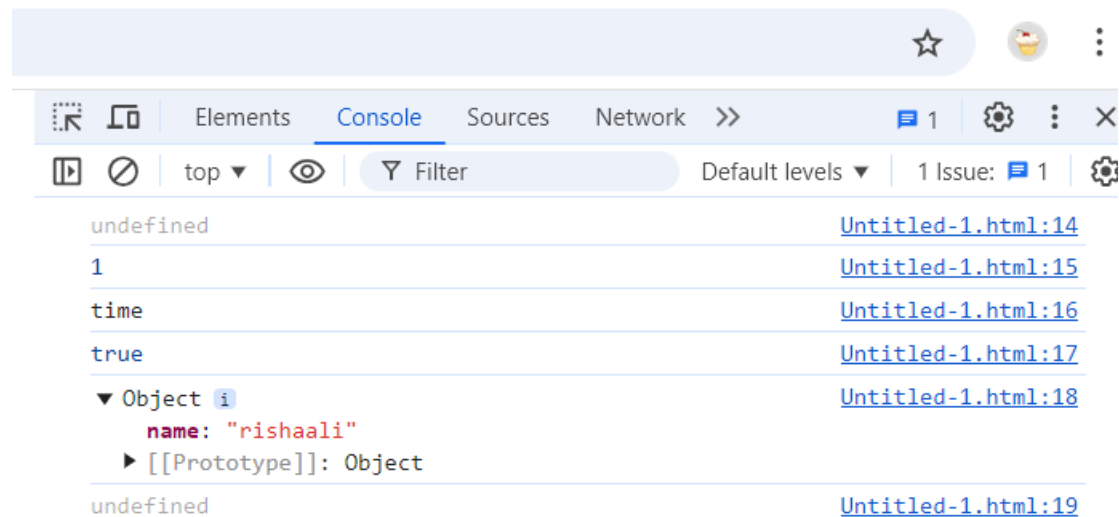 Elements Console Sources Network 1
top Filter Default levels 1 Issue: 1
undefined Untitled-1.html:14
1 Untitled-1.html:15
time Untitled-1.html:16
true Untitled-1.html:17
Object i Untitled-1.html:18
name: "rishaali"
[[Prototype]]: Object
undefined Untitled-1.html:19